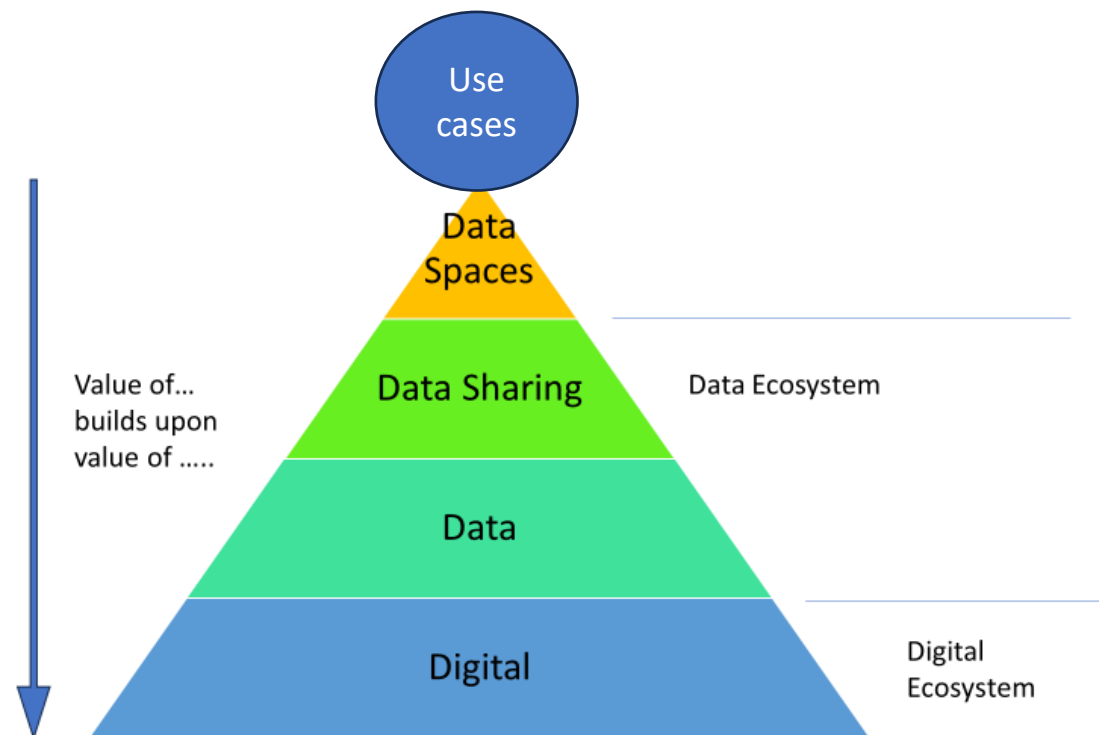 Use
cases
Data
Spaces
Data Sharing
Data Ecosystem
Value of...
builds upon
value of .....
Data
Digital
Digital
Ecosystem